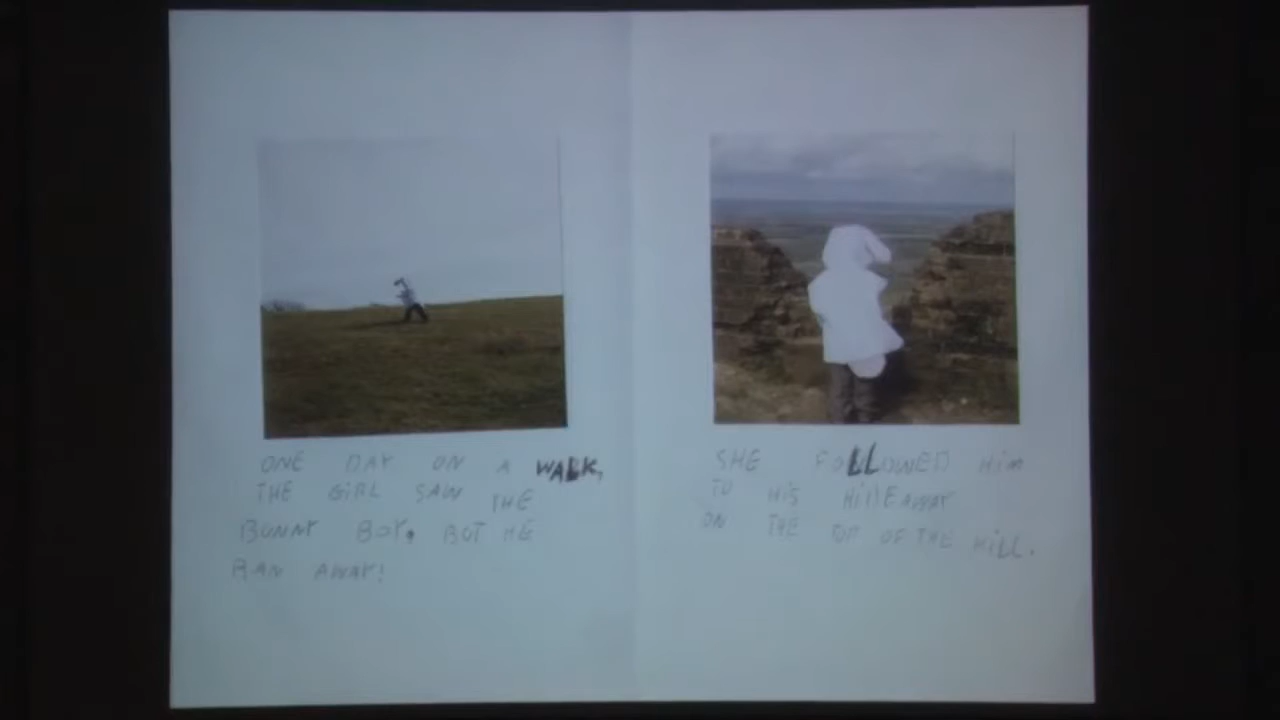 ONE DAY ON A WALK,
THE GIRL SAW THE
BUNNY BOY. BOT HE
RAN AWAY!
SHE FOLLOWED HiM
TO HiS
ON THE OP OF THE HiLL.